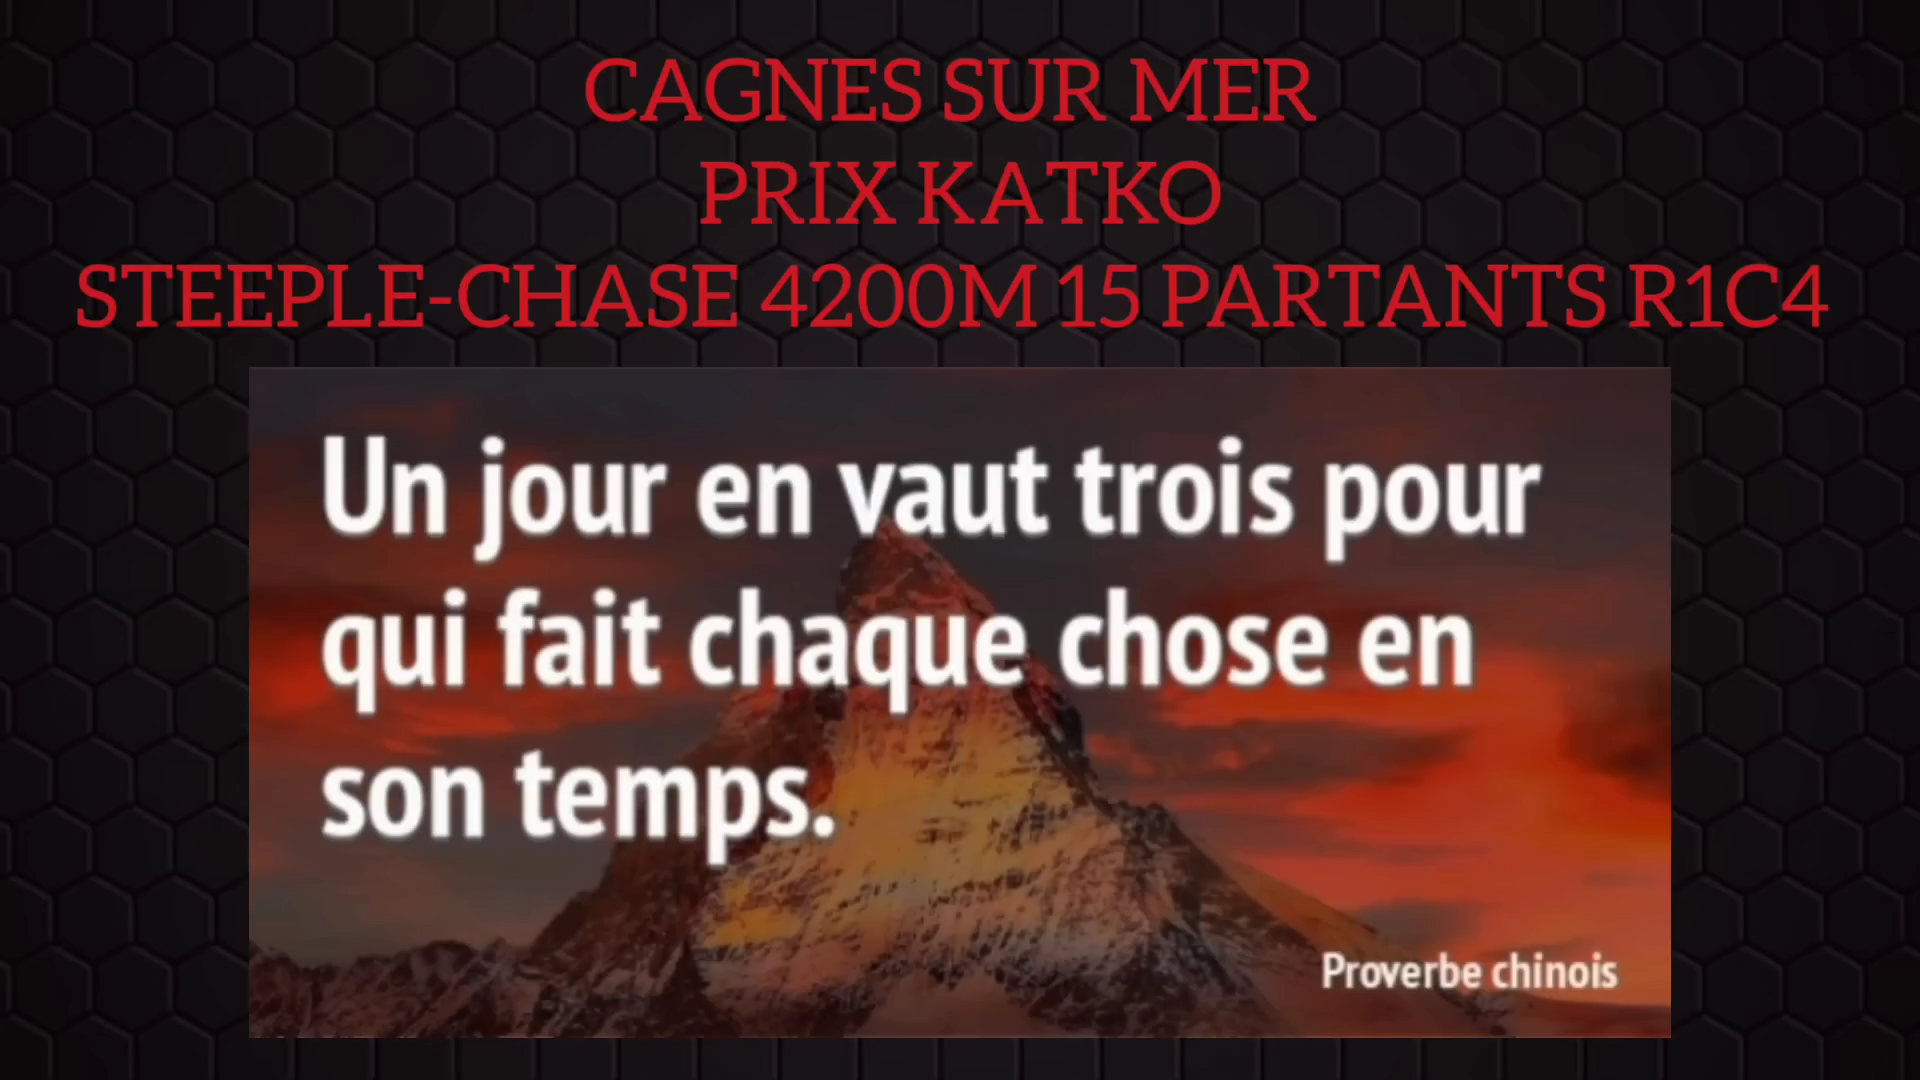 CAGNES SUR MER
PRIX KATKO
STEEPLE-CHASE 4200M 15 PARTANTS R1C4
Un jour en vaut trois pour
qui fait chaque chose en
son temps.
Proverbe chinois